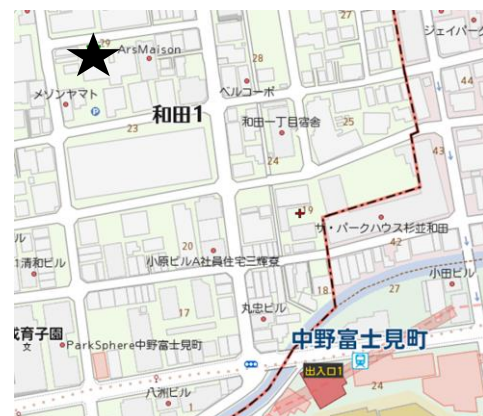 27
ジェイパーク
29
ArsMaison
28
44
メゾンヤマト
ベルコーポ
P
和田1
和田一丁目宿舎
25
23
43
24
19
ザ・パークハウス杉並和田
ル
20
42
1清和ビル
小原ビルA社員住宅三輝寮
小田ビル
18
27
丸忠ビル
17
中野富士見町
成育子園
文
ParkSphere中野富士見町
出入口1
24
八洲ビル